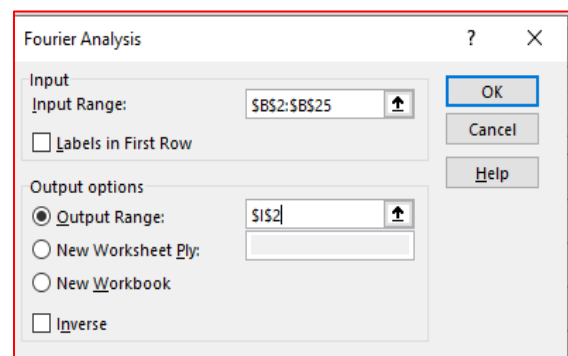 Fourier Analysis ?
Input
Input Range: $B$2:$B$25
Labels in First Row
Output options
Output Range: $I$2
New Worksheet Ply:
New Workbook
Inverse
OK
Cancel
Help